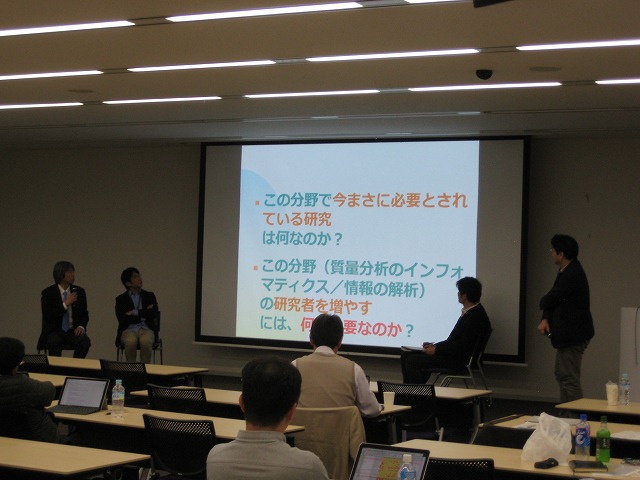 この分野で今まさに必要とされ
ている研究
は何なのか？
この分野（質量分析のインフォ
マティクス／情報の解析）
の研究者を増やす
には、何 要なのか？